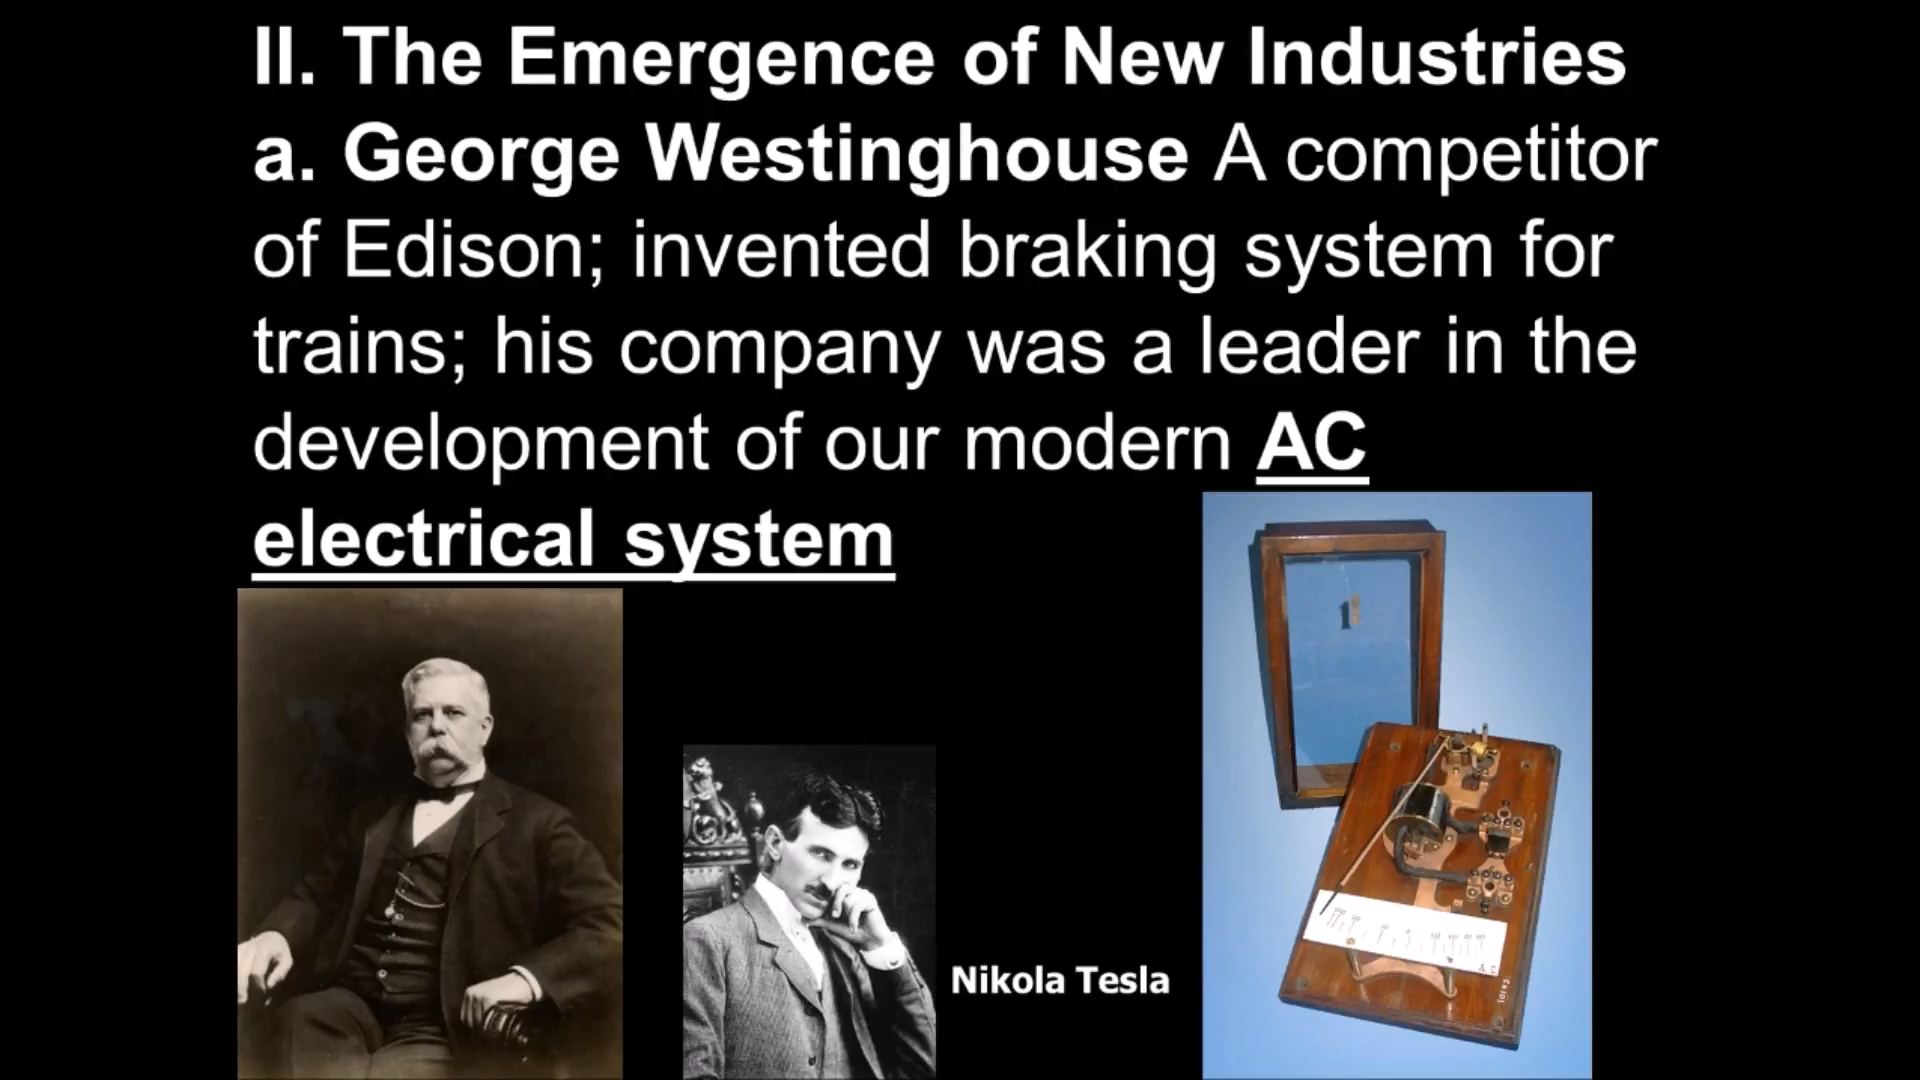 II. The Emergence of New Industries
a. George Westinghouse A competitor
of Edison; invented braking system for
trains; his company was a leader in the
development of our modern AC
electrical system
Nikola Tesla